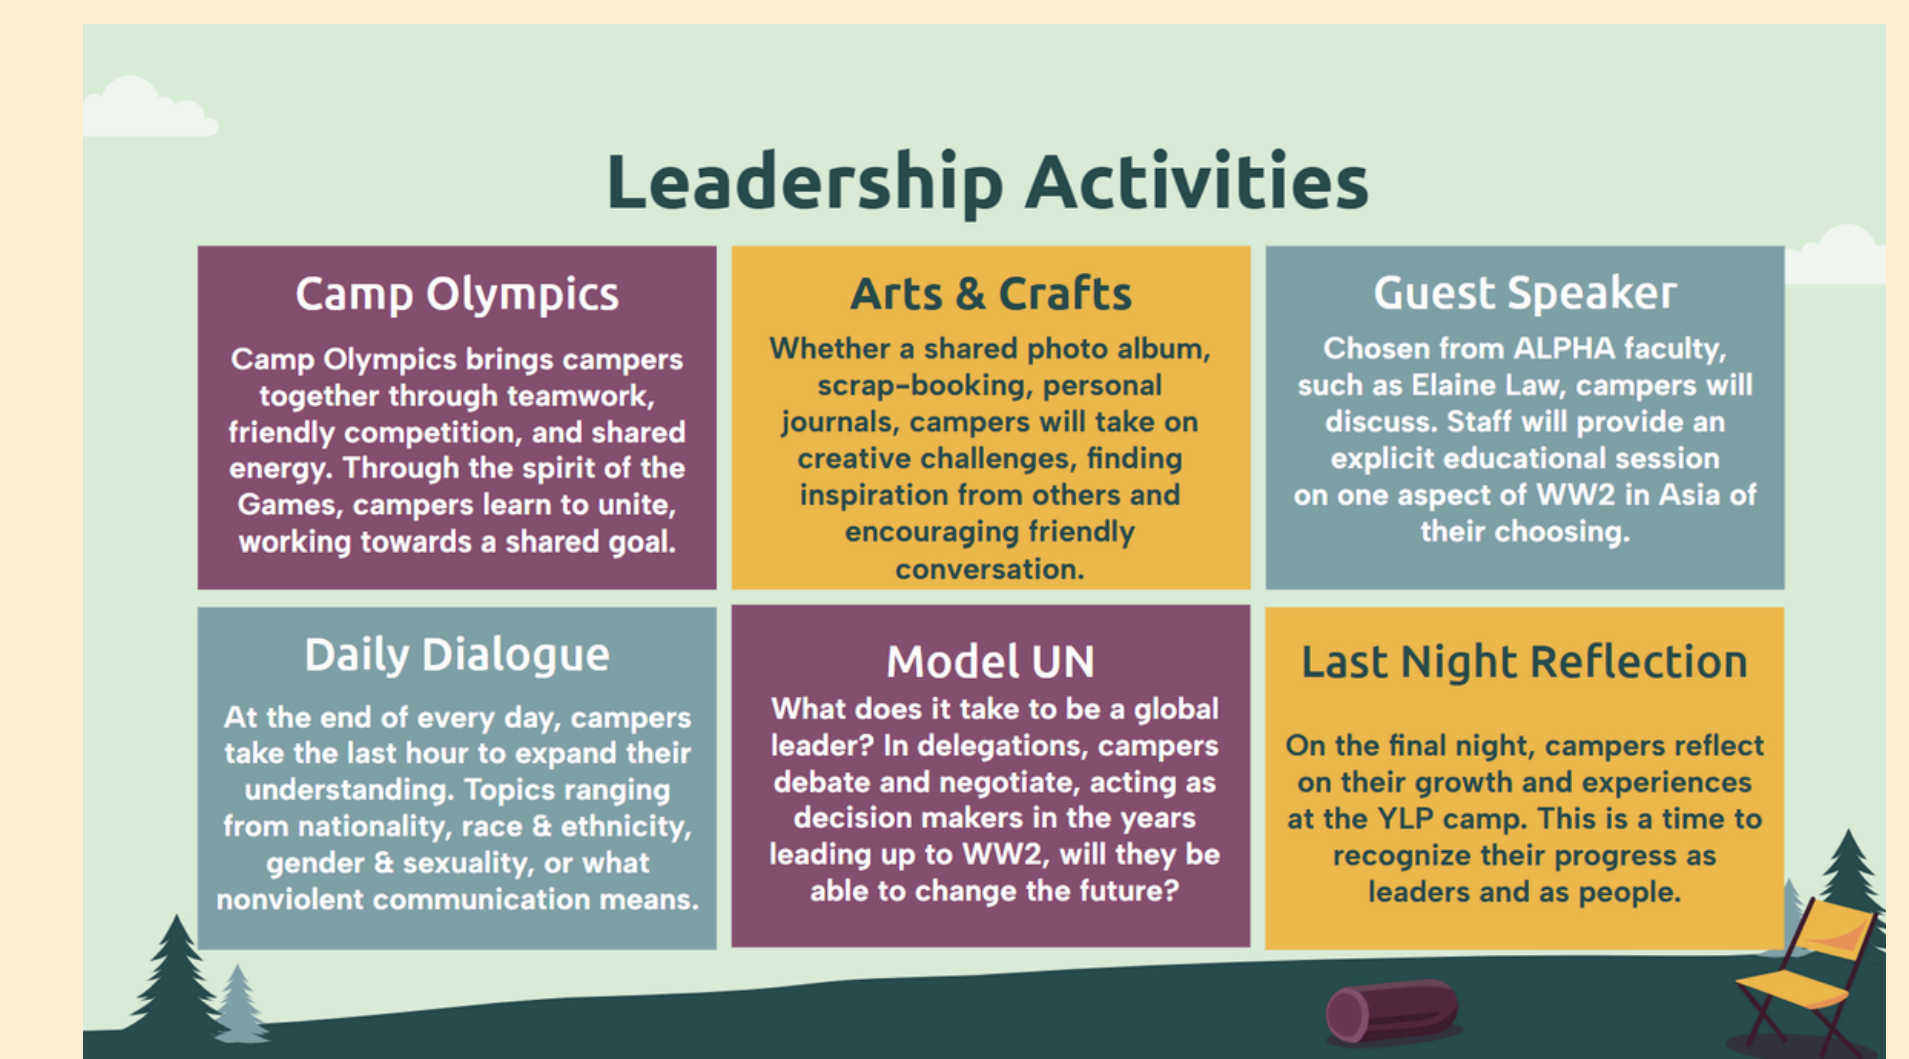 Leadership Activities
Camp Olympics
Camp Olympics brings campers
together through teamwork,
friendly competition, and shared
energy. Through the spirit of the
Games, campers learn to unite,
working towards a shared goal.
Arts & Crafts
Whether a shared photo album,
scrap-booking, personal
journals, campers will take on
creative challenges, finding
inspiration from others and
encouraging friendly
conversation.
Guest Speaker
Chosen from ALPHA faculty,
such as Elaine Law, campers will
discuss. Staff will provide an
explicit educational session
on one aspect of WW2 in Asia of
their choosing.
Daily Dialogue
At the end of every day, campers
take the last hour to expand their
understanding. Topics ranging
from nationality, race & ethnicity,
gender & sexuality, or what
nonviolent communication means.
Model UN
What does it take to be a global
leader? In delegations, campers
debate and negotiate, acting as
decision makers in the years
leading up to WW2, will they be
able to change the future?
Last Night Reflection
On the final night, campers reflect
on their growth and experiences
at the YLP camp. This is a time to
recognize their progress as
leaders and as people.